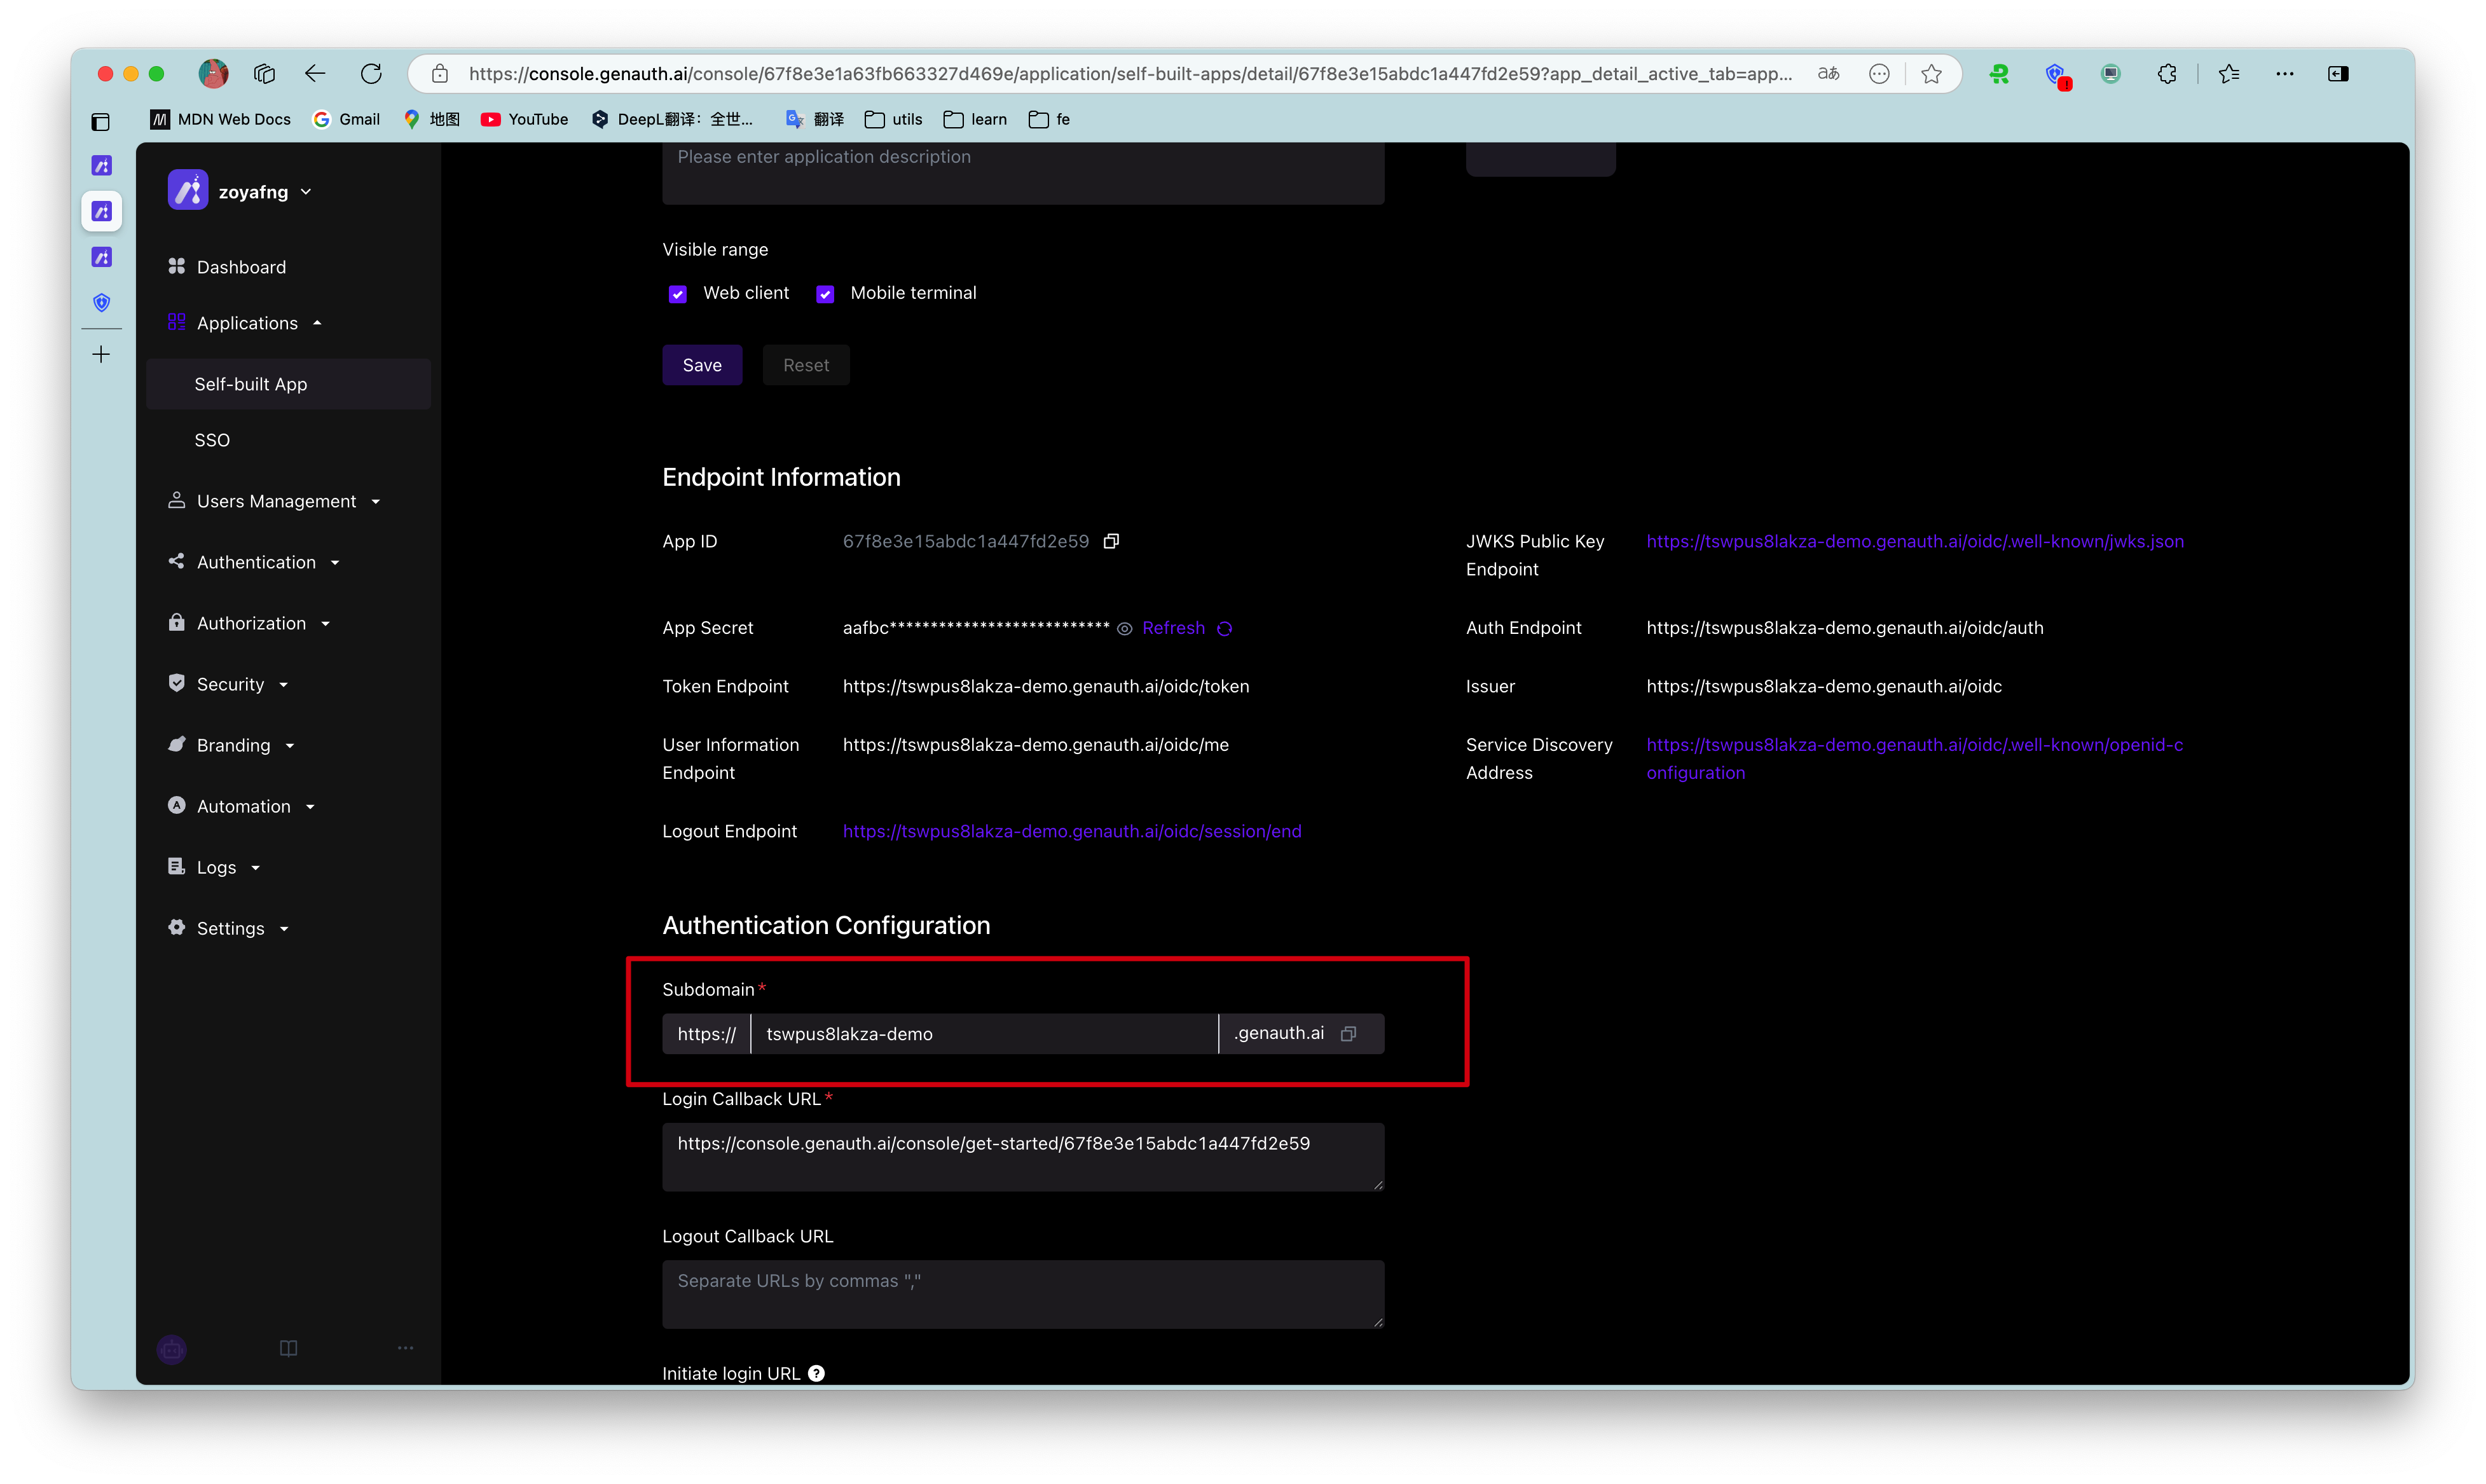 https://console.genauth.ai/console/67f8e3e1a63fb663327d469e/application/self-built-apps/detail/67f8e3e15abdc1a447fd2e59?app_detail_active_tab=app...
aあ
MDN Web Docs
Gmail
地图
YouTube
DeepL翻译：全世...
翻译
utils
learn
fe
zoyafng
Dashboard
Applications
Self-built App
SSO
Users Management
Authentication
Authorization
Security
Branding
Automation
Logs
Settings
Please enter application description
Visible range
Web client
Mobile terminal
Save
Reset
Endpoint Information
App ID
67f8e3e15abdc1a447fd2e59
JWKS Public Key
Endpoint
https://tswpus8lakza-demo.genauth.ai/oidc/.well-known/jwks.json
App Secret
aafbc***************************
Refresh
Auth Endpoint
https://tswpus8lakza-demo.genauth.ai/oidc/auth
Token Endpoint
https://tswpus8lakza-demo.genauth.ai/oidc/token
Issuer
https://tswpus8lakza-demo.genauth.ai/oidc
User Information
Endpoint
https://tswpus8lakza-demo.genauth.ai/oidc/me
Service Discovery
Address
https://tswpus8lakza-demo.genauth.ai/oidc/.well-known/openid-c
onfiguration
Logout Endpoint
https://tswpus8lakza-demo.genauth.ai/oidc/session/end
Authentication Configuration
Subdomain*
https://
tswpus8lakza-demo
.genauth.ai
Login Callback URL*
https://console.genauth.ai/console/get-started/67f8e3e15abdc1a447fd2e59
Logout Callback URL
Separate URLs by commas ","
Initiate login URL ?